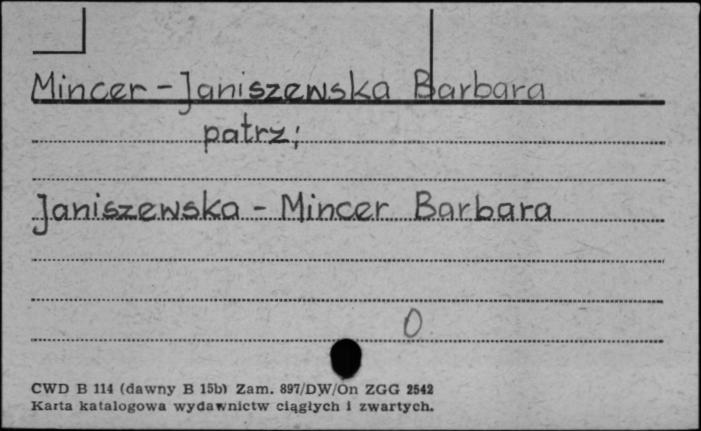 Mincer-Janiszewska Barbara
patrz;
Janiszewska - Mincer Barbara
O
CWD B 114 (dawny B 15b) Zam. 897/DW/On ZGG 2542
Karta katalogowa wydawnictw ciągłych i zwartych.